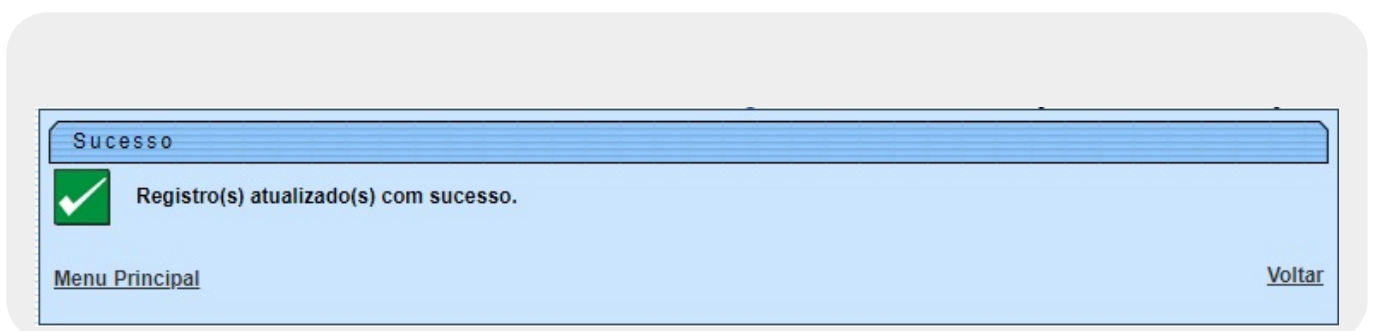 Sucesso
Registro(s) atualizado(s) com sucesso.
Menu Principal
Voltar